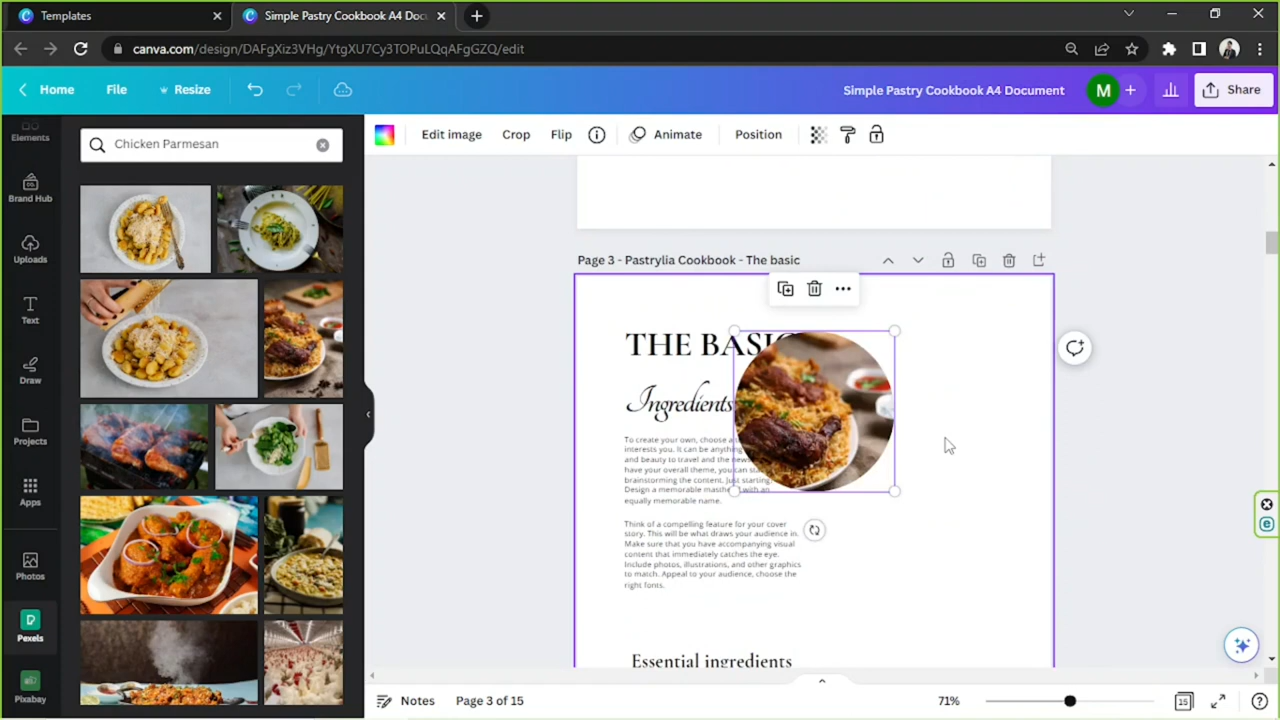 Templates
Simple Pastry Cookbook A4 Doc
canva.com/design/DAFgXiz3VHg/YtgXU7Cy3TOPuLQqAFgGZQ/edit
Home
File
Resize
Simple Pastry Cookbook A4 Document
M
Share
Elements
Chicken Parmesan
Edit image
Crop
Flip
Animate
Position
Brand Hub
Uploads
Text
Draw
Projects
Apps
Photos
Pexels
Pixabay
Page 3 - Pastrylia Cookbook - The basic
THE BASIC
Ingredients
To create your own, choose a
interests you. It can be anything
and beauty to travel and the news
have your overall theme, you can
brainstorming the content. Just starting
Design a memorable masthead with an
equally memorable name.
Think of a compelling feature for your cover
story. This will be what draws your audience in.
Make sure that you have accompanying visual
content that immediately catches the eye.
Include photos, illustrations, and other graphics
to match. Appeal to your audience, choose the
right fonts.
Essential ingredients
Notes
Page 3 of 15
71%
15